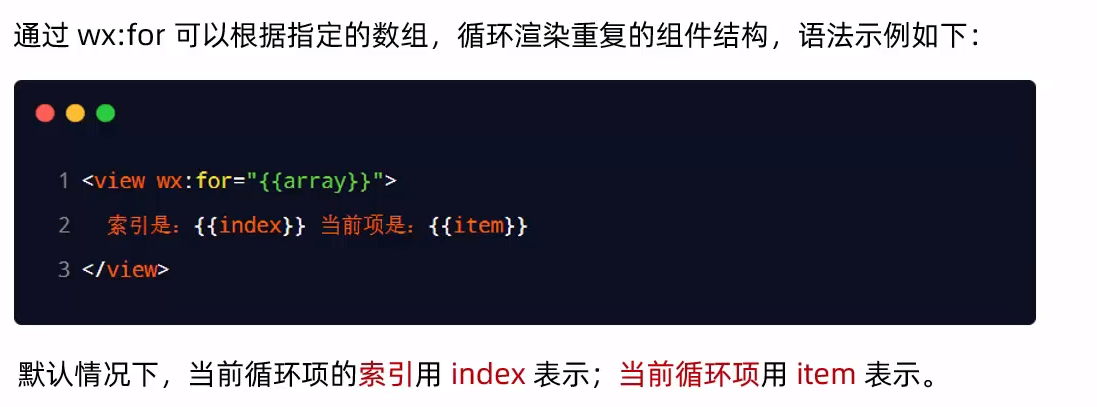 通过 wx:for 可以根据指定的数组，循环渲染重复的组件结构，语法示例如下：
1 <view wx:for="{{array}}">
2   索引是：{{index}} 当前项是：{{item}}
3 </view>
默认情况下，当前循环项的索引用 index 表示；当前循环项用 item 表示。